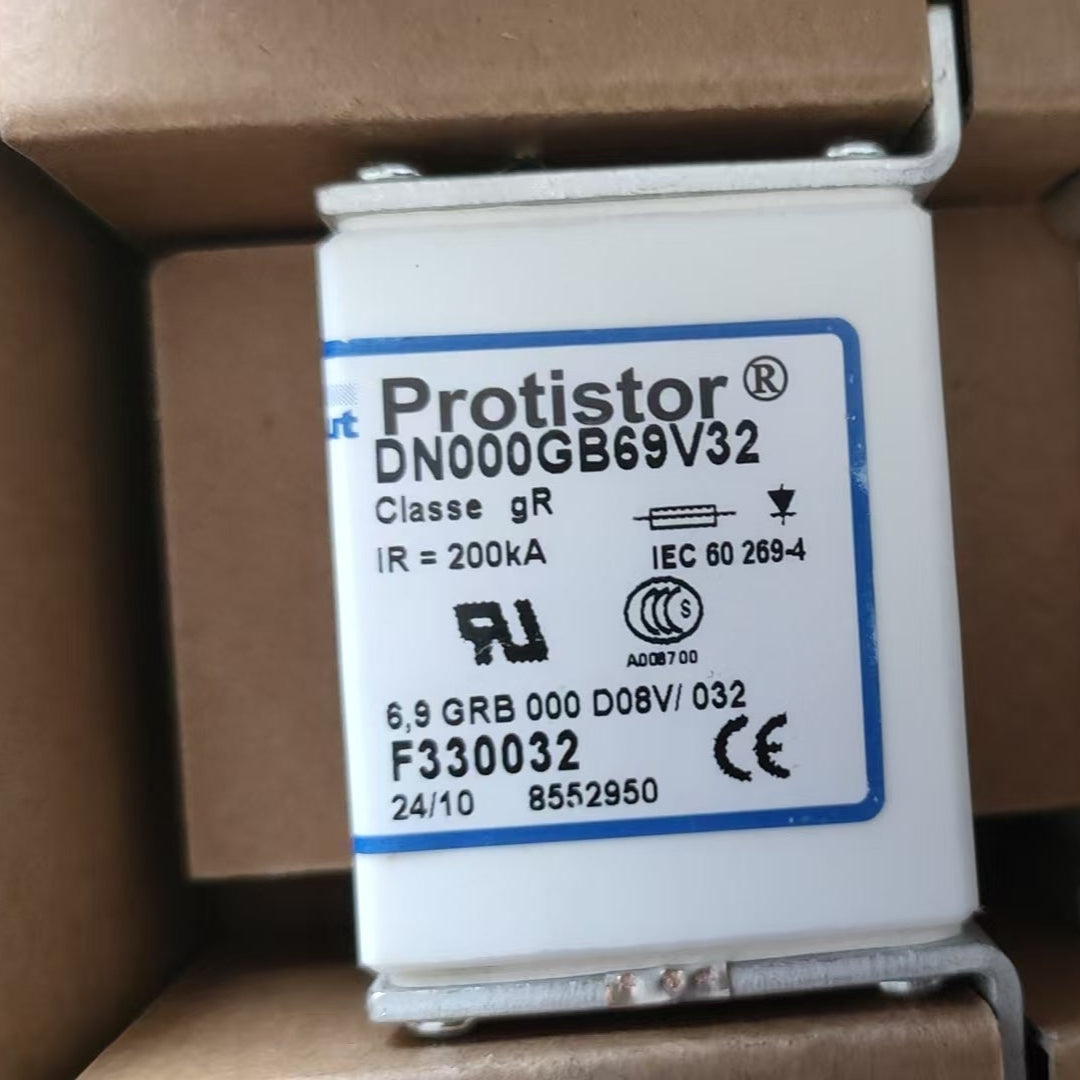 Protistor ®
DN000GB69V32
Classe gR
IR = 200kA
IEC 60 269-4
S
A008700
6,9 GRB 000 D08V/ 032
F330032
CE
24/10 8552950